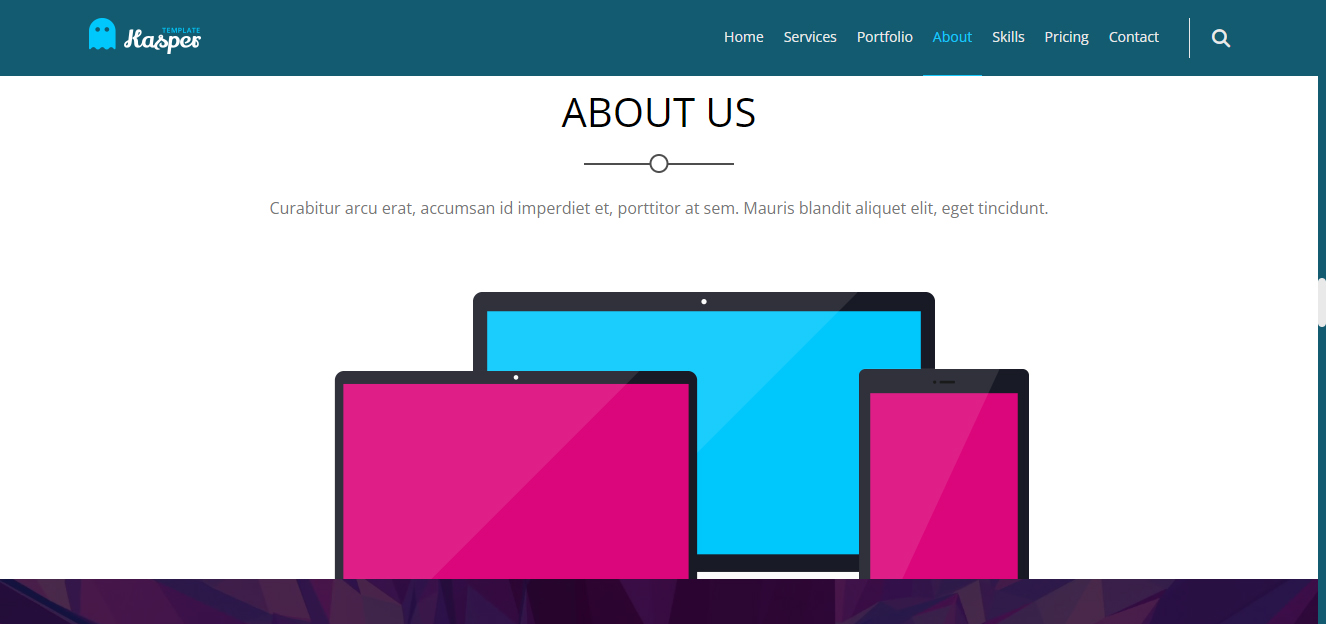 TEMPLATE
Kasper
Home Services Portfolio About Skills Pricing Contact
ABOUT US
Curabitur arcu erat, accumsan id imperdiet et, porttitor at sem. Mauris blandit aliquet elit, eget tincidunt.